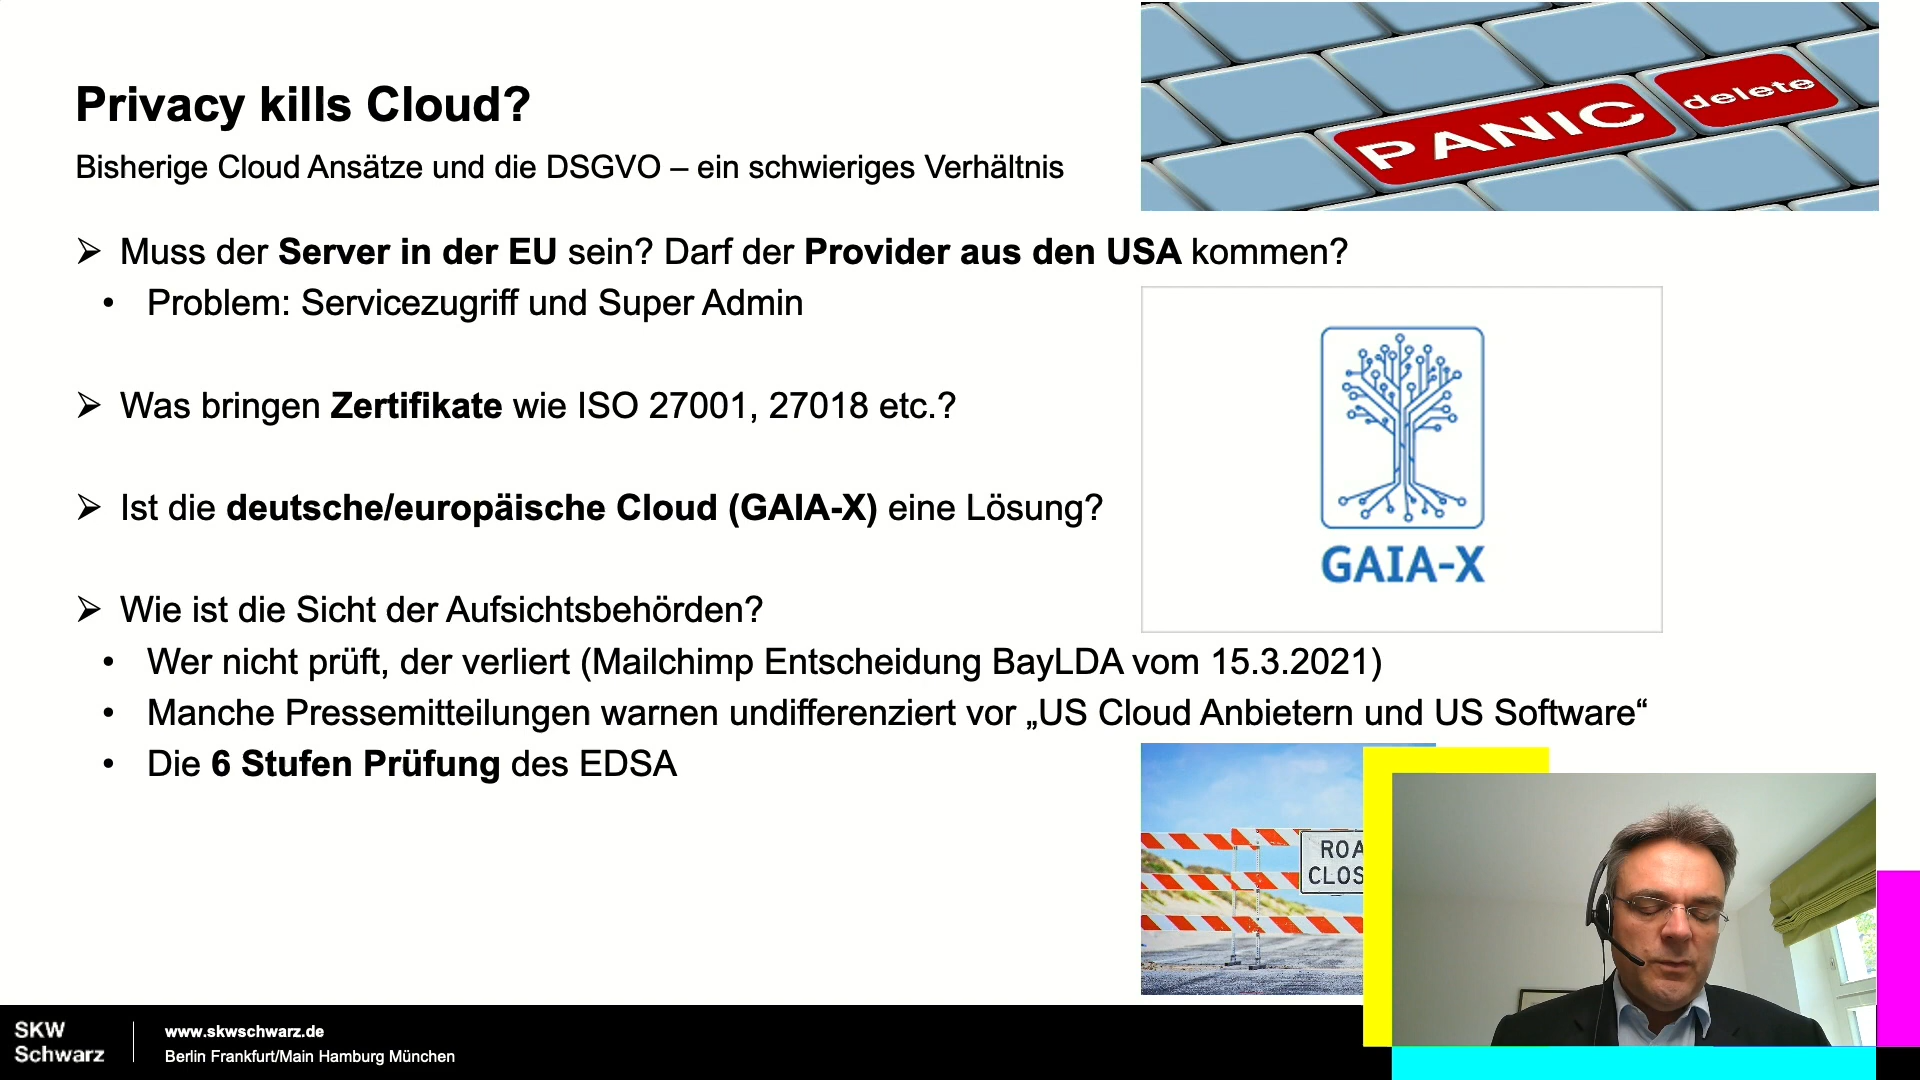 PANIC
delete
Privacy kills Cloud?
Bisherige Cloud Ansätze und die DSGVO – ein schwieriges Verhältnis
Muss der Server in der EU sein? Darf der Provider aus den USA kommen?
Problem: Servicezugriff und Super Admin
Was bringen Zertifikate wie ISO 27001, 27018 etc.?
Ist die deutsche/europäische Cloud (GAIA-X) eine Lösung?
GAIA-X
Wie ist die Sicht der Aufsichtsbehörden?
Wer nicht prüft, der verliert (Mailchimp Entscheidung BayLDA vom 15.3.2021)
Manche Pressemitteilungen warnen undifferenziert vor „US Cloud Anbietern und US Software“
Die 6 Stufen Prüfung des EDSA
ROA
CLOS
SKW
Schwarz
www.skwschwarz.de
Berlin Frankfurt/Main Hamburg München